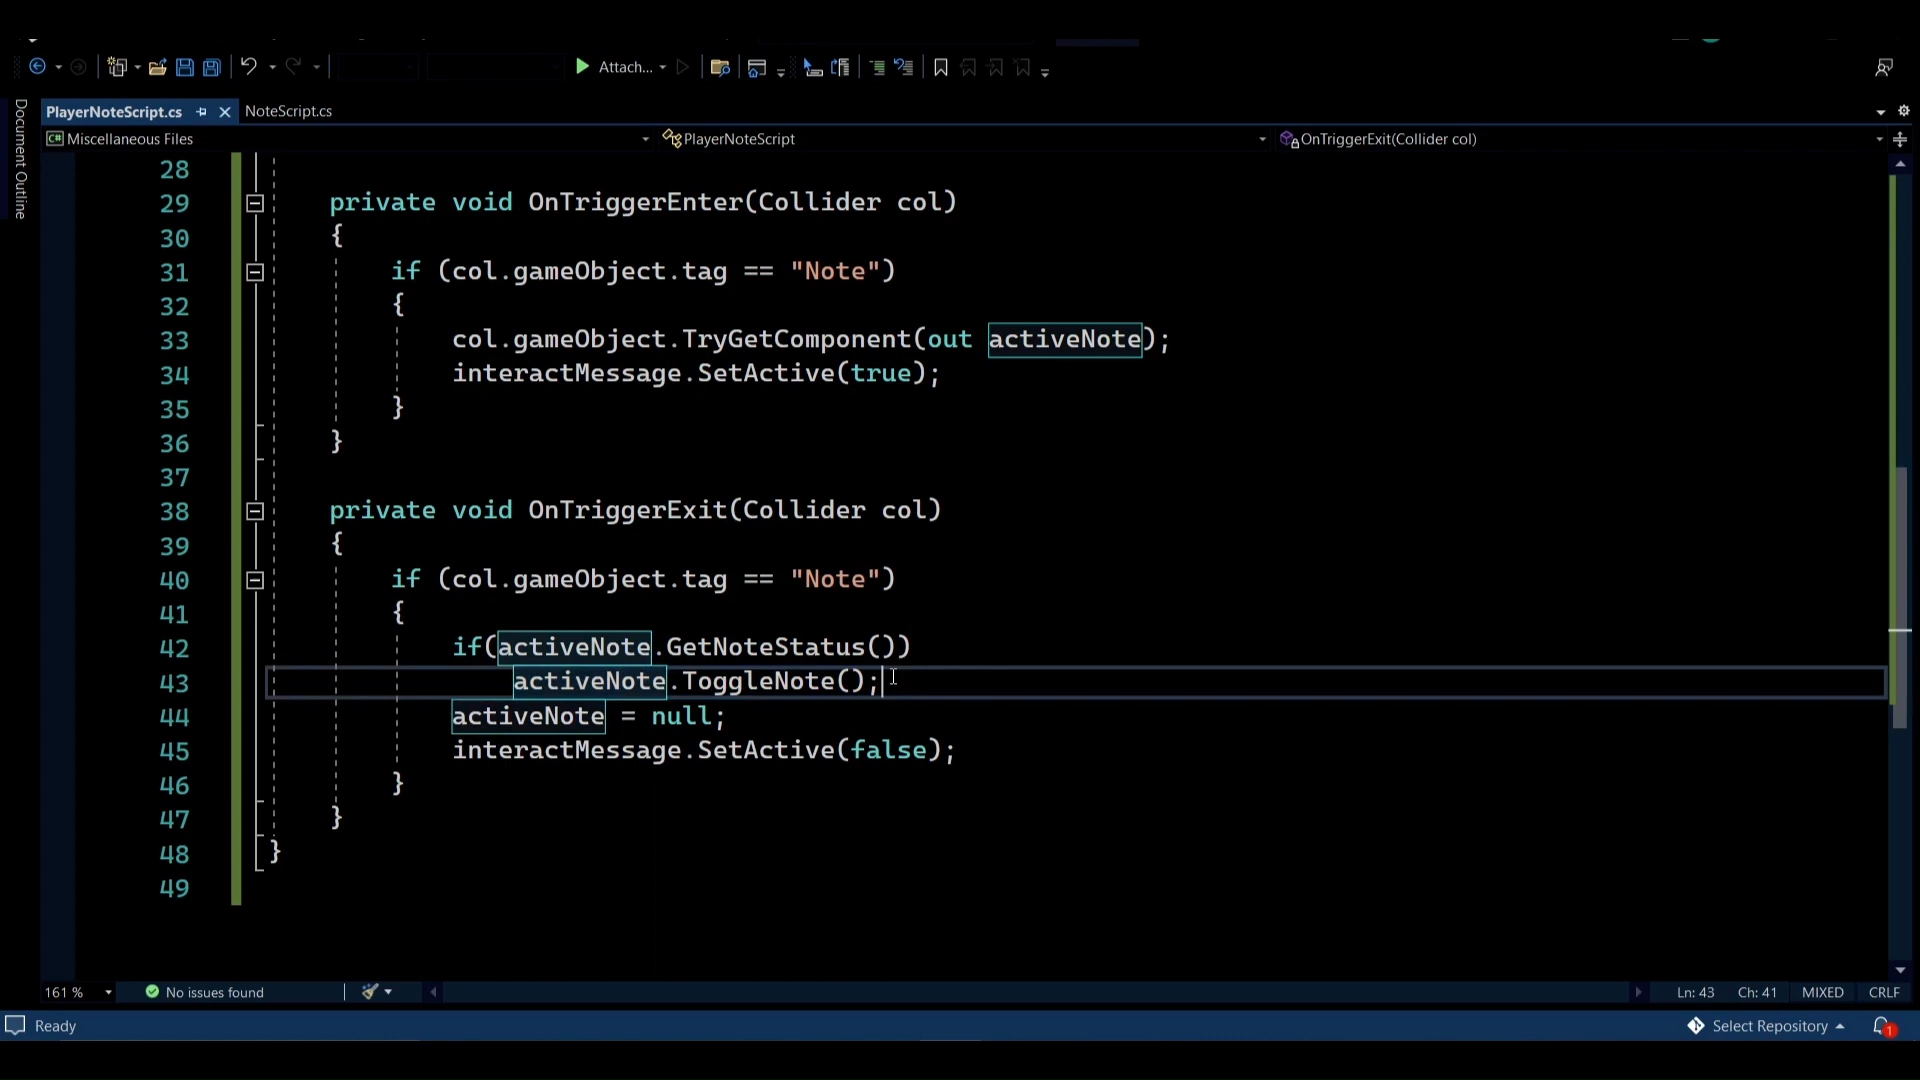 Attach...
Document Outline
PlayerNoteScript.cs
NoteScript.cs
C# Miscellaneous Files
PlayerNoteScript
OnTriggerExit(Collider col)
28
29 private void OnTriggerEnter(Collider col)
30 {
31 if (col.gameObject.tag == "Note")
32 {
33 col.gameObject.TryGetComponent(out activeNote);
34 interactMessage.SetActive(true);
35 }
36 }
37
38 private void OnTriggerExit(Collider col)
39 {
40 if (col.gameObject.tag == "Note")
41 {
42 if(activeNote.GetNoteStatus())
43 activeNote.ToggleNote();
44 activeNote = null;
45 interactMessage.SetActive(false);
46 }
47 }
48 }
49
161 %
No issues found
Ln: 43
Ch: 41
MIXED
CRLF
Ready
Select Repository
1